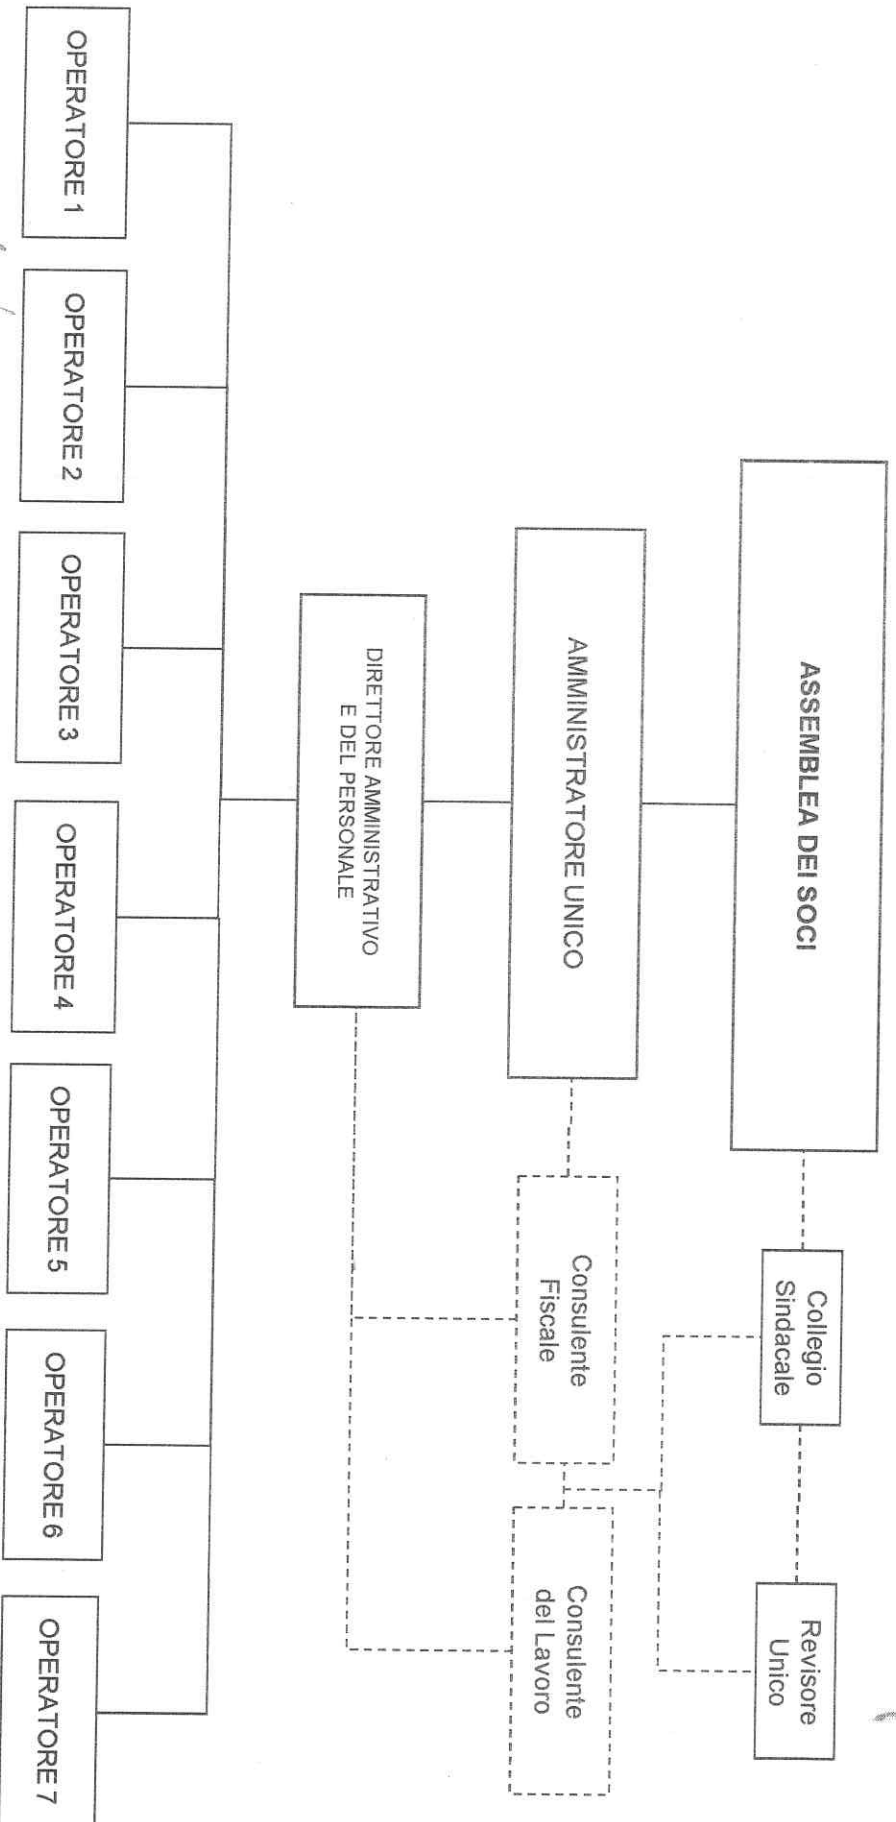 ASSEMBLEA DEI SOCI
Collegio
Sindacale
Revisore
Unico
AMMINISTRATORE UNICO
Consulente
Fiscale
Consulente
del Lavoro
DIRETTORE AMMINISTRATIVO
E DEL PERSONALE
OPERATORE 1
OPERATORE 2
OPERATORE 3
OPERATORE 4
OPERATORE 5
OPERATORE 6
OPERATORE 7